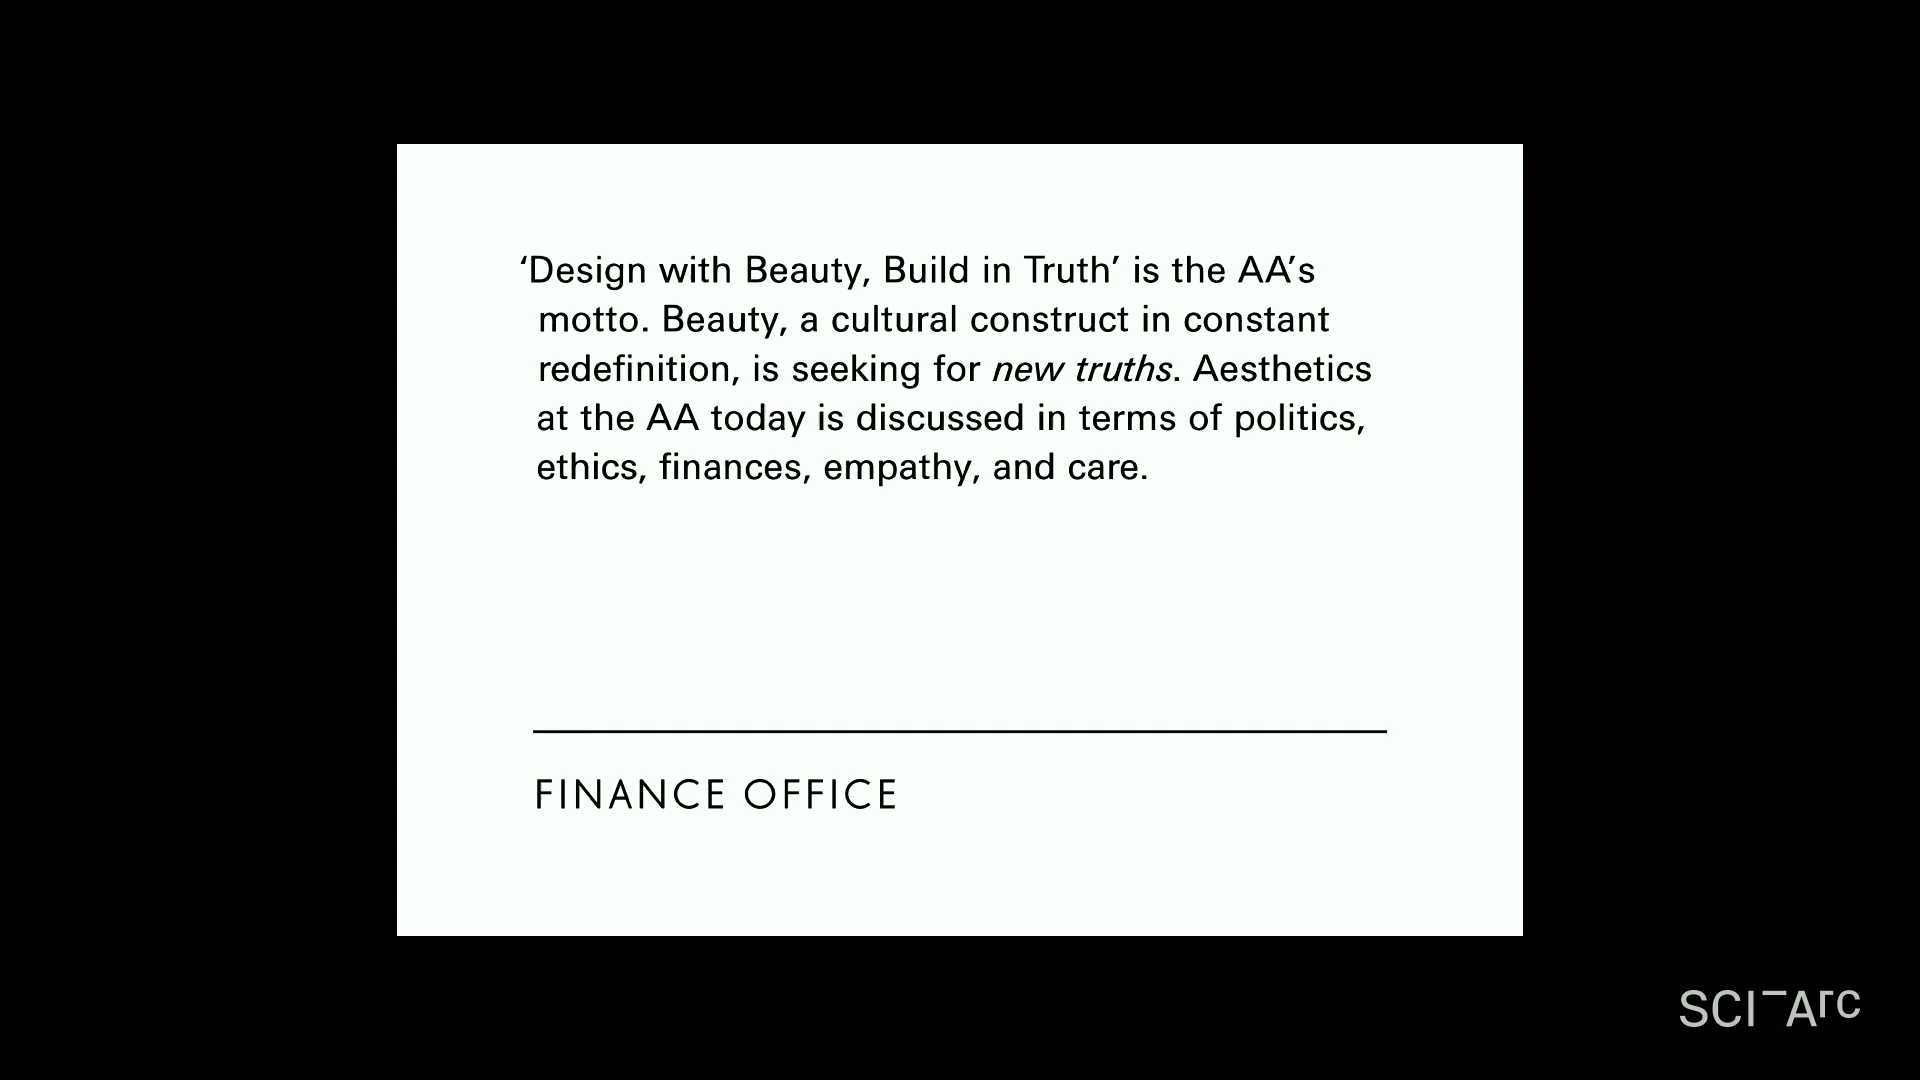 ‘Design with Beauty, Build in Truth’ is the AA’s
motto. Beauty, a cultural construct in constant
redefinition, is seeking for new truths. Aesthetics
at the AA today is discussed in terms of politics,
ethics, finances, empathy, and care.
FINANCE OFFICE
SCI-Arc